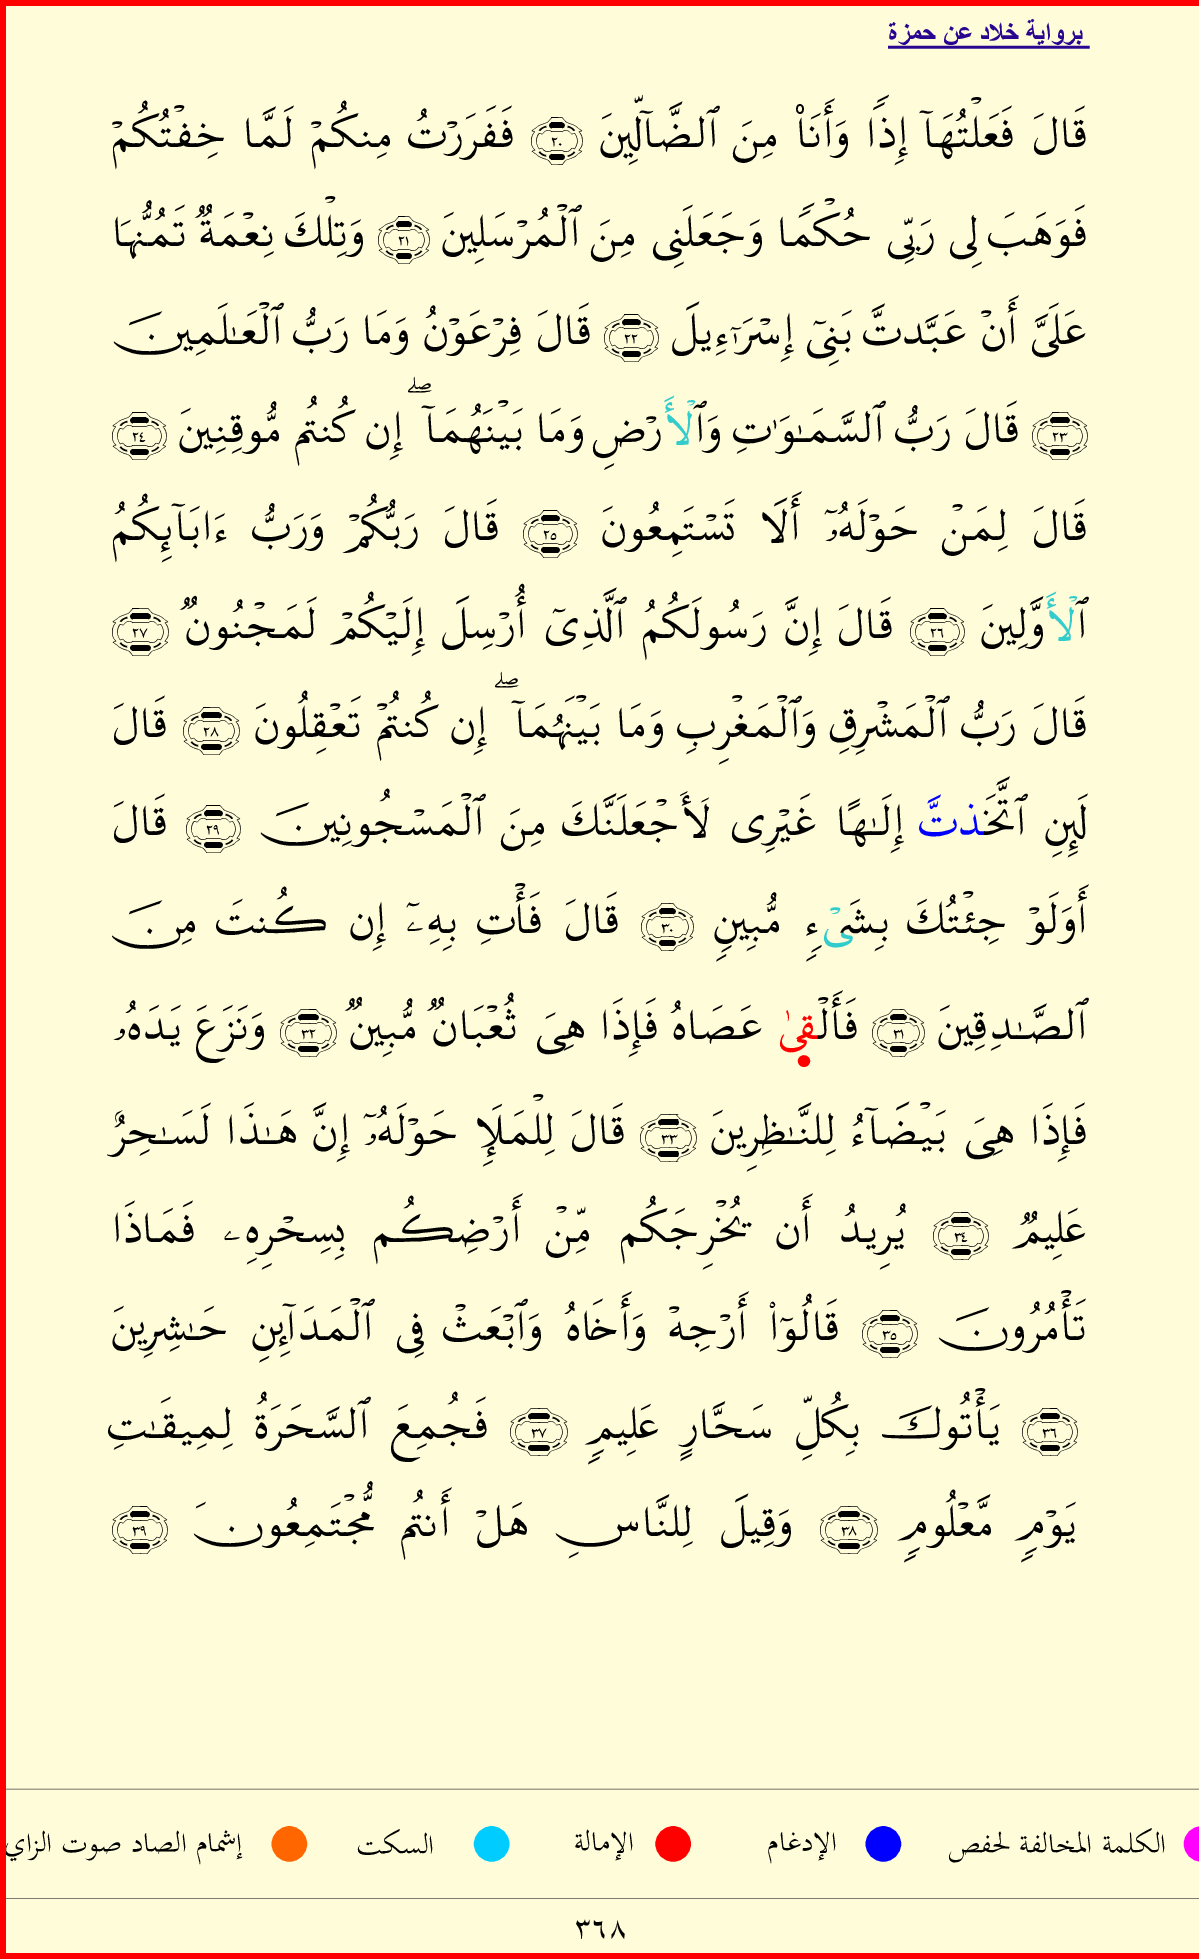 برواية خلاد عن حمزة
قَالَ فَعَلۡتُهَآ إِذٗا وَأَنَا۠ مِنَ ٱلضَّآلِّينَ ٢٠ فَفَرَرۡتُ مِنكُمۡ لَمَّا خِفۡتُكُمۡ
فَوَهَبَ لِي رَبِّي حُكۡمٗا وَجَعَلَنِي مِنَ ٱلۡمُرۡسَلِينَ ٢١ وَتِلۡكَ نِعۡمَةٞ تَمُنُّهَا
عَلَيَّ أَنۡ عَبَّدتَّ بَنِيٓ إِسۡرَـٰٓءِيلَ ٢٢ قَالَ فِرۡعَوۡنُ وَمَا رَبُّ ٱلۡعَٰلَمِينَ
٢٣ قَالَ رَبُّ ٱلسَّمَٰوَٰتِ وَٱلۡأَرۡضِ وَمَا بَيۡنَهُمَآۖ إِن كُنتُم مُّوقِنِينَ ٢٤
قَالَ لِمَنۡ حَوۡلَهُۥٓ أَلَا تَسۡتَمِعُونَ ٢٥ قَالَ رَبُّكُمۡ وَرَبُّ ءَابَآئِكُمُ
ٱلۡأَوَّلِينَ ٢٦ قَالَ إِنَّ رَسُولَكُمُ ٱلَّذِيٓ أُرۡسِلَ إِلَيۡكُمۡ لَمَجۡنُونٞ ٢٧
قَالَ رَبُّ ٱلۡمَشۡرِقِ وَٱلۡمَغۡرِبِ وَمَا بَيۡنَهُمَآۖ إِن كُنتُمۡ تَعۡقِلُونَ ٢٨ قَالَ
لَئِنِ ٱتَّخَذتَّ إِلَٰهًا غَيۡرِي لَأَجۡعَلَنَّكَ مِنَ ٱلۡمَسۡجُونِينَ ٢٩ قَالَ
أَوَلَوۡ جِئۡتُكَ بِشَيۡءٖ مُّبِينٖ ٣٠ قَالَ فَأۡتِ بِهِۦٓ إِن كُنتَ مِنَ
ٱلصَّٰدِقِينَ ٣١ فَأَلۡقىٰ عَصَاهُ فَإِذَا هِيَ ثُعۡبَانٞ مُّبِينٞ ٣٢ وَنَزَعَ يَدَهُۥ
فَإِذَا هِيَ بَيۡضَآءُ لِلنَّٰظِرِينَ ٣٣ قَالَ لِلۡمَلَإِ حَوۡلَهُۥٓ إِنَّ هَٰذَا لَسَٰحِرٌ
عَلِيمٞ ٣٤ يُرِيدُ أَن يُخۡرِجَكُم مِّنۡ أَرۡضِكُم بِسِحۡرِهِۦ فَمَاذَا
تَأۡمُرُونَ ٣٥ قَالُوٓاْ أَرۡجِهۡ وَأَخَاهُ وَٱبۡعَثۡ فِي ٱلۡمَدَآئِنِ حَٰشِرِينَ
٣٦ يَأۡتُوكَ بِكُلِّ سَحَّارٍ عَلِيمٖ ٣٧ فَجُمِعَ ٱلسَّحَرَةُ لِمِيقَٰتِ
يَوۡمٖ مَّعۡلُومٖ ٣٨ وَقِيلَ لِلنَّاسِ هَلۡ أَنتُم مُّجۡتَمِعُونَ ٣٩
الكلمة المخالفة لحفص الإدغام الإمالة السكت إشمام الصاد صوت الزاي
٣٦٨